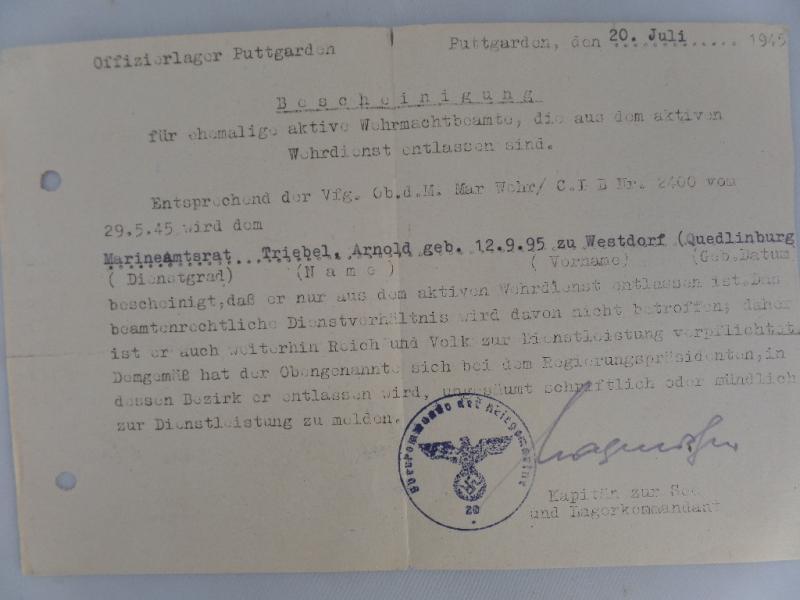 Offizierlager Puttgarden
Puttgarden, den 20. Juli 1945
Bescheinigung
für ehemalige aktive Wehrmachtbeamte, die aus dem aktiven
Wehrdienst entlassen sind.
Entsprechend der Vfg. Ob.d.M. Mar Wehr/ C.I B Nr. 2400 vom
29.5.45 wird dem
Marineamtsrat Triebel, Arnold geb. 12.9.95 zu Westdorf (Quedlinburg
( Dienstgrad) (N a m e ) ( Vorname) (Geb.Datum
bescheinigt,daß er nur aus dem aktiven Wehrdienst entlassen ist.Das
beamtenrechtliche Dienstverhältnis wird davon nicht betroffen; daher
ist er auch weiterhin Reich und Volk zur Dienstleistung verpflichtet.
Demgemäß hat der Obengenannte sich bei dem Regierungspräsidenten,in
dessen Bezirk er entlassen wird, ungesäumt schriftlich oder mündlich
zur Dienstleistung zu melden.
Oberkommando der Kriegsmarine
20
Kapitän zur See
und Lagerkommandant